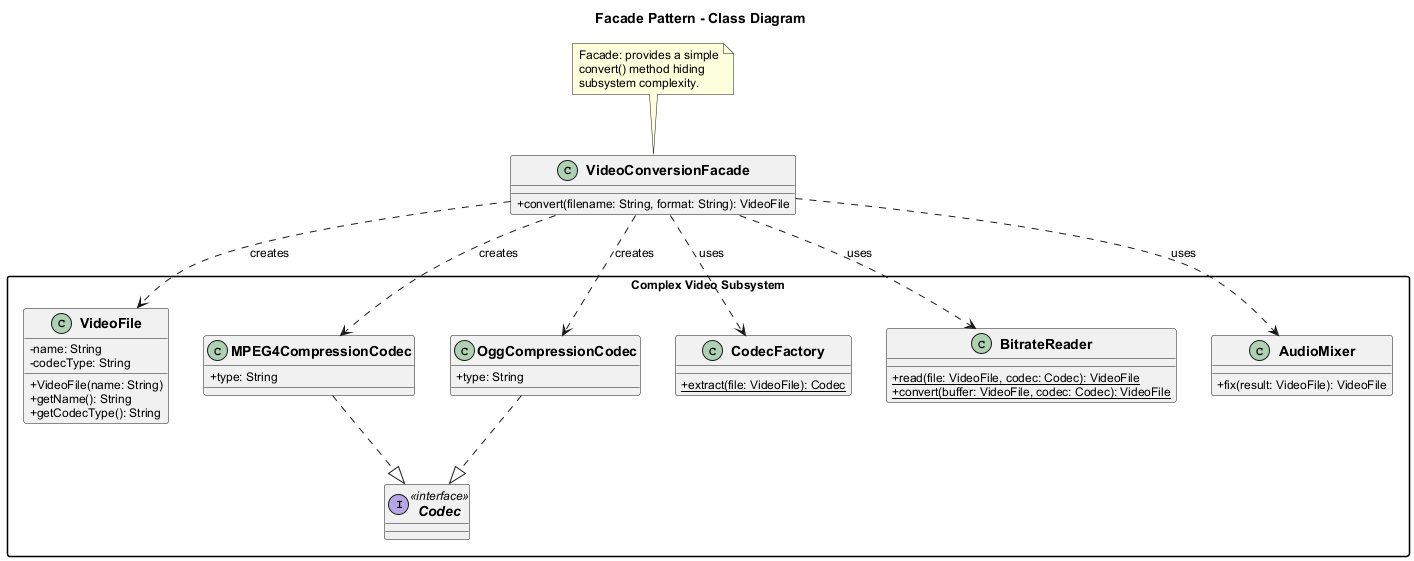 Facade Pattern - Class Diagram
Facade: provides a simple
convert() method hiding
subsystem complexity.
C VideoConversionFacade
+convert(filename: String, format: String): VideoFile
creates
creates
creates
uses
uses
uses
Complex Video Subsystem
C VideoFile
-name: String
-codecType: String
+VideoFile(name: String)
+getName(): String
+getCodecType(): String
C MPEG4CompressionCodec
+type: String
C OggCompressionCodec
+type: String
C CodecFactory
+extract(file: VideoFile): Codec
C BitrateReader
+read(file: VideoFile, codec: Codec): VideoFile
+convert(buffer: VideoFile, codec: Codec): VideoFile
C AudioMixer
+fix(result: VideoFile): VideoFile
«interface»
I Codec